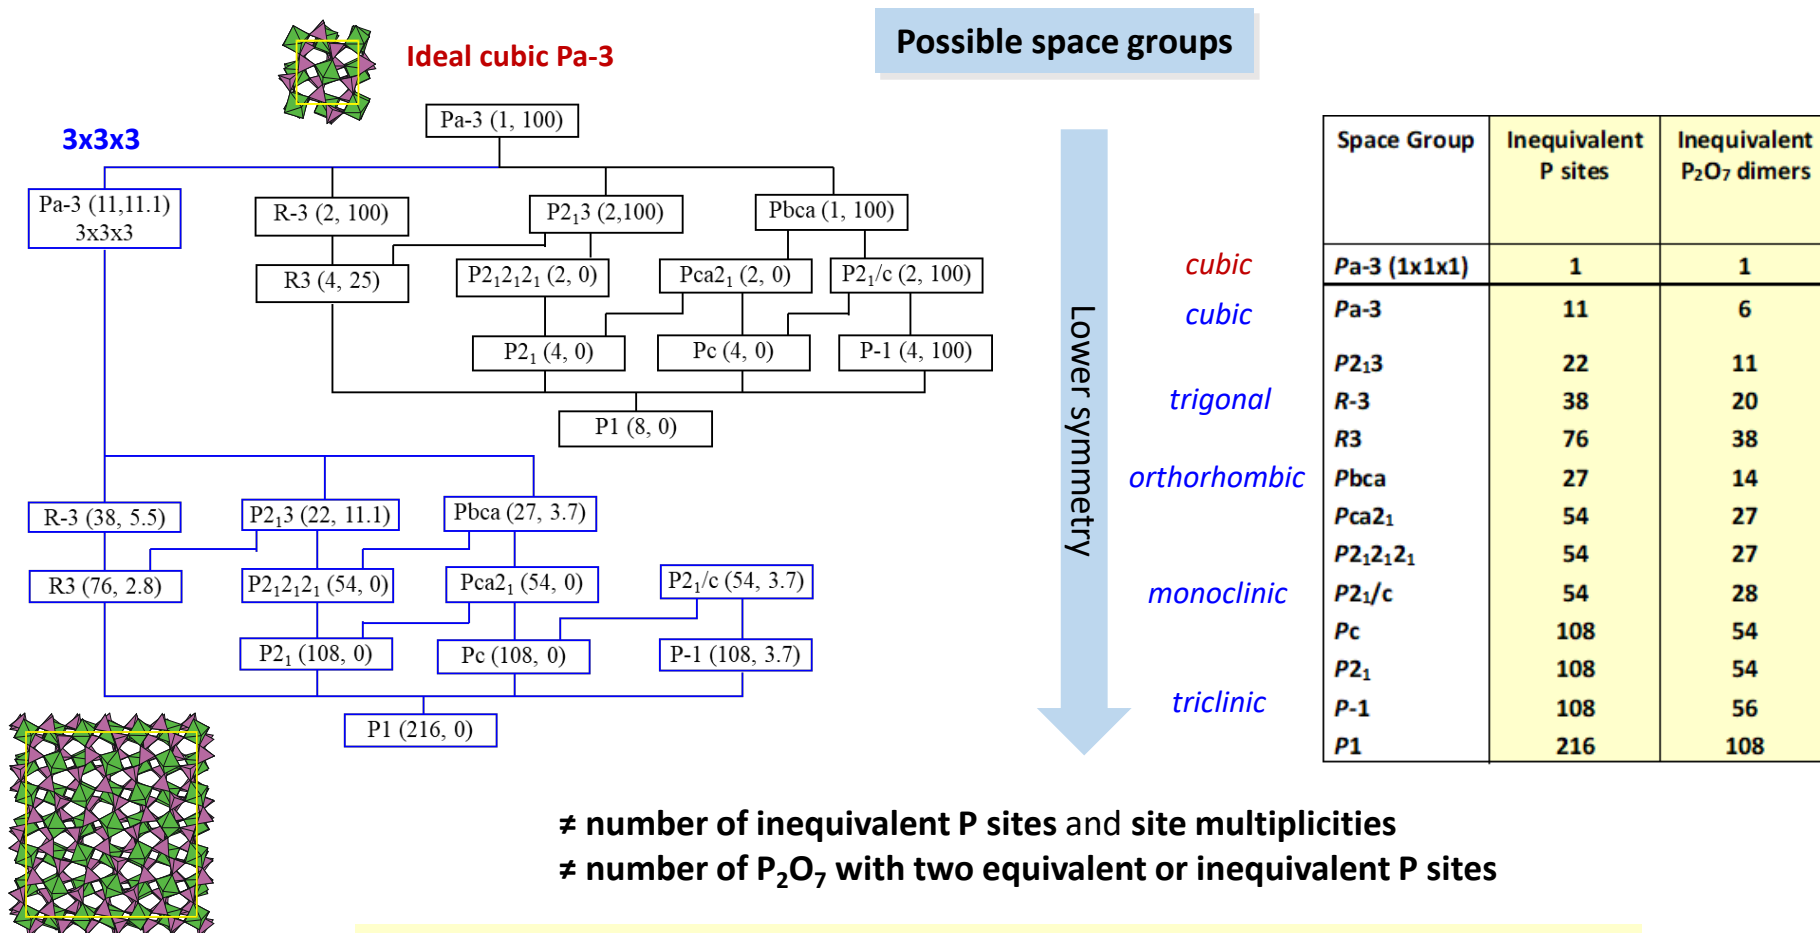 Possible space groups
Ideal cubic Pa-3
3x3x3
Pa-3 (1, 100)
Pa-3 (11,11.1)
3x3x3
R-3 (2, 100)
P2₁3 (2,100)
Pbca (1, 100)
R3 (4, 25)
P2₁2₁2₁ (2, 0)
Pca2₁ (2, 0)
P2₁/c (2, 100)
P2₁ (4, 0)
Pc (4, 0)
P-1 (4, 100)
P1 (8, 0)
R-3 (38, 5.5)
P2₁3 (22, 11.1)
Pbca (27, 3.7)
R3 (76, 2.8)
P2₁2₁2₁ (54, 0)
Pca2₁ (54, 0)
P2₁/c (54, 3.7)
P2₁ (108, 0)
Pc (108, 0)
P-1 (108, 3.7)
P1 (216, 0)
Lower symmetry
cubic
cubic
trigonal
orthorhombic
monoclinic
triclinic
Space Group Inequivalent P sites Inequivalent P₂O₇ dimers
Pa-3 (1x1x1) 1 1
Pa-3 11 6
P2₁3 22 11
R-3 38 20
R3 76 38
Pbca 27 14
Pca2₁ 54 27
P2₁2₁2₁ 54 27
P2₁/c 54 28
Pc 108 54
P2₁ 108 54
P-1 108 56
P1 216 108
≠ number of inequivalent P sites and site multiplicities
≠ number of P₂O₇ with two equivalent or inequivalent P sites